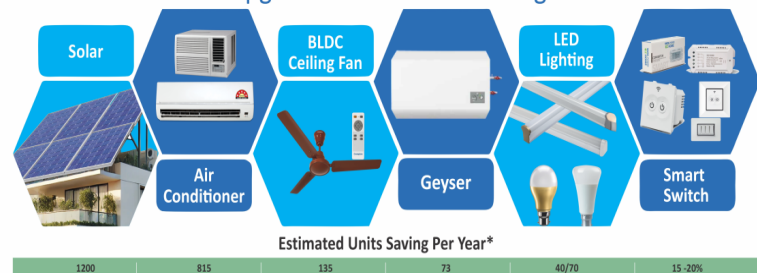 Solar
BLDC
Ceiling Fan
LED
Lighting
Air
Conditioner
Geyser
Smart
Switch
Estimated Units Saving Per Year*
1200 815 135 73 40/70 15 -20%